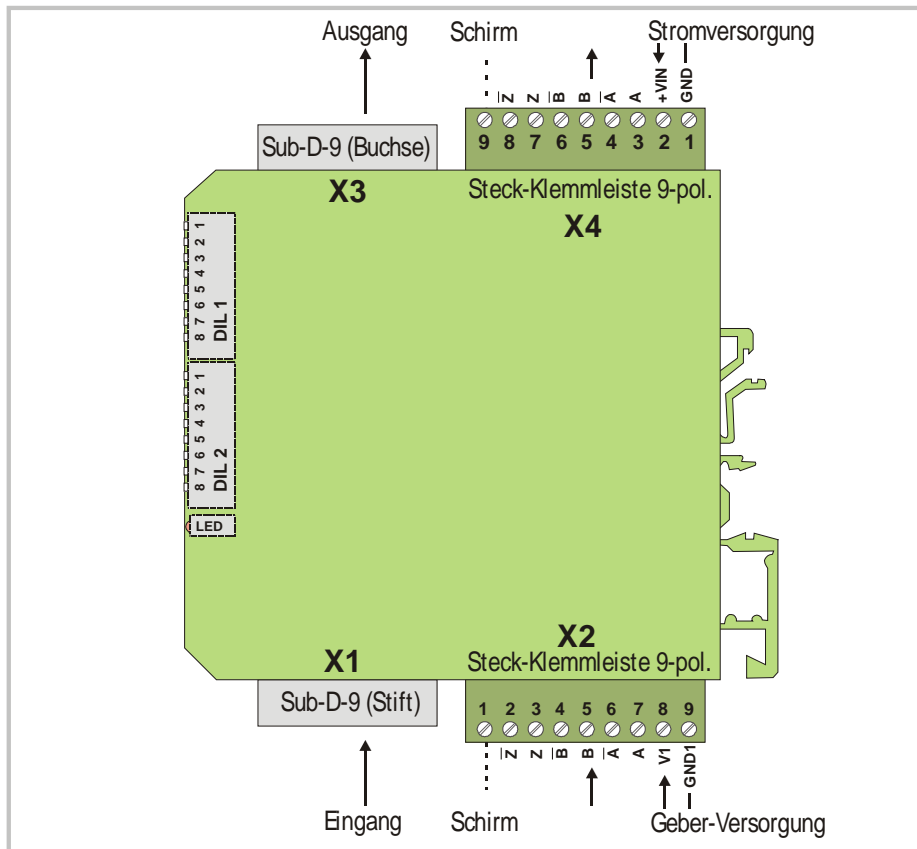 Ausgang Schirm Stromversorgung
Z̅ Z B̅ B A̅ A +VIN GND
9 8 7 6 5 4 3 2 1
Sub-D-9 (Buchse)
X3
Steck-Klemmleiste 9-pol.
X4
1 2 3 4 5 6 7 8
DIL 1
1 2 3 4 5 6 7 8
DIL 2
LED
X2
X1
Steck-Klemmleiste 9-pol.
Sub-D-9 (Stift)
1 2 3 4 5 6 7 8 9
Z̅ Z B̅ B A̅ A V1 GND1
Eingang Schirm Geber-Versorgung